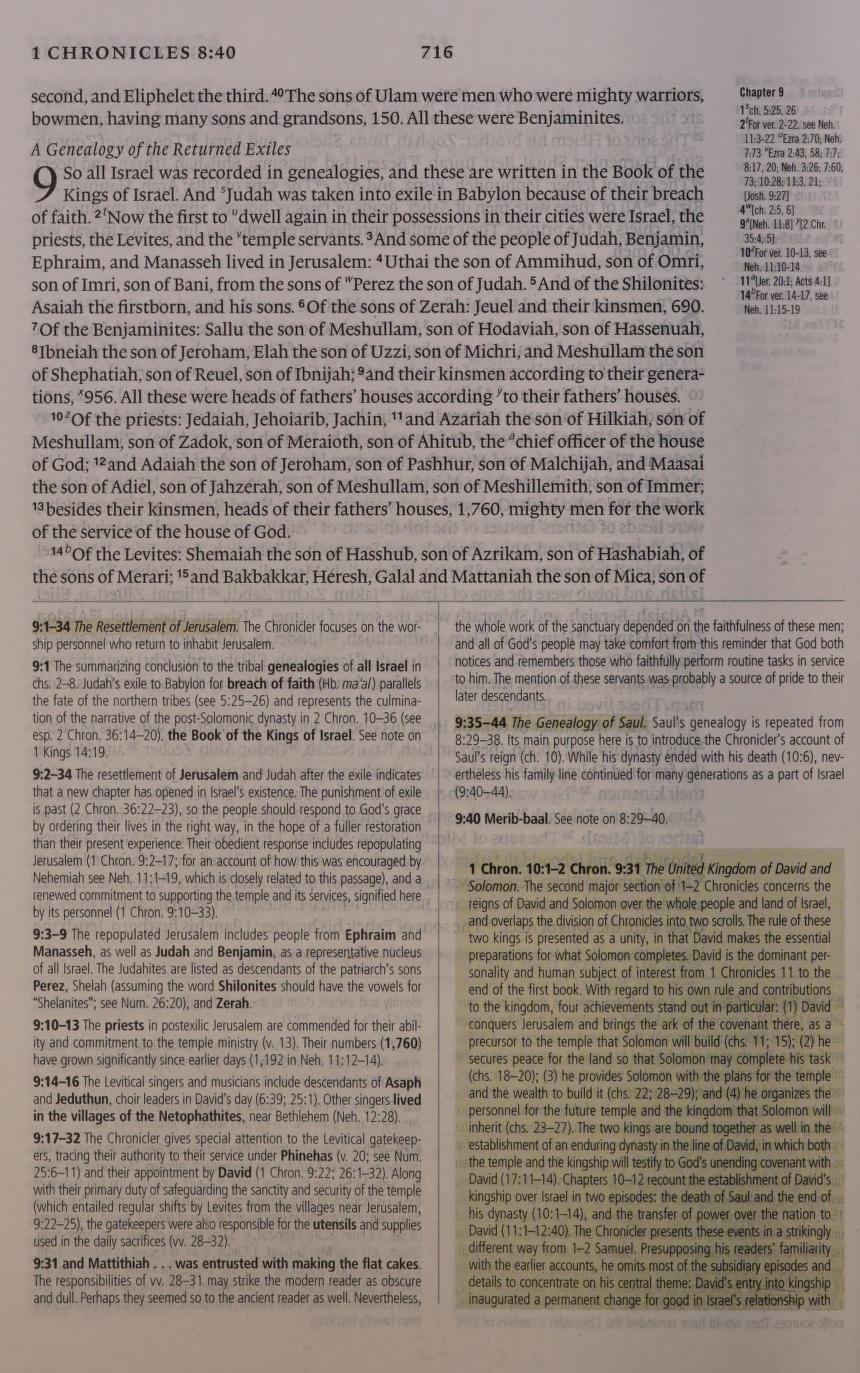 1 CHRONICLES 8:40
716
second, and Eliphelet the third. 40The sons of Ulam were men who were mighty warriors,
bowmen, having many sons and grandsons, 150. All these were Benjaminites.
A Genealogy of the Returned Exiles
9 So all Israel was recorded in genealogies, and these are written in the Book of the
Kings of Israel. And sJudah was taken into exile in Babylon because of their breach
of faith. 2tNow the first to udwell again in their possessions in their cities were Israel, the
priests, the Levites, and the vtemple servants. 3And some of the people of Judah, Benjamin,
Ephraim, and Manasseh lived in Jerusalem: 4Uthai the son of Ammihud, son of Omri,
son of Imri, son of Bani, from the sons of wPerez the son of Judah. 5And of the Shilonites:
Asaiah the firstborn, and his sons. 6Of the sons of Zerah: Jeuel and their kinsmen, 690.
7Of the Benjaminites: Sallu the son of Meshullam, son of Hodaviah, son of Hassenuah,
8Ibneiah the son of Jeroham, Elah the son of Uzzi, son of Michri, and Meshullam the son
of Shephatiah, son of Reuel, son of Ibnijah; 9and their kinsmen according to their genera-
tions, x956. All these were heads of fathers' houses according yto their fathers' houses.
10zOf the priests: Jedaiah, Jehoiarib, Jachin, 11and Azariah the son of Hilkiah, son of
Meshullam, son of Zadok, son of Meraioth, son of Ahitub, the achief officer of the house
of God; 12and Adaiah the son of Jeroham, son of Pashhur, son of Malchijah, and Maasai
the son of Adiel, son of Jahzerah, son of Meshullam, son of Meshillemith, son of Immer;
13besides their kinsmen, heads of their fathers' houses, 1,760, mighty men for the work
of the service of the house of God.
14bOf the Levites: Shemaiah the son of Hasshub, son of Azrikam, son of Hashabiah, of
the sons of Merari; 15and Bakbakkar, Heresh, Galal and Mattaniah the son of Mica, son of
Chapter 9
1sch. 5:25, 26
2tFor ver. 2-22, see Neh.
11:3-22 uEzra 2:70; Neh.
7:73 vEzra 2:43, 58; 7:7;
8:17, 20; Neh. 3:26; 7:60,
73; 10:28; 11:3, 21;
[Josh. 9:27]
4w[ch. 2:5, 6]
9x[Neh. 11:8] y[2 Chr.
35:4, 5]
10zFor ver. 10-13, see
Neh. 11:10-14
11a[Jer. 20:1; Acts 4:1]
14bFor ver. 14-17, see
Neh. 11:15-19
9:1–34 The Resettlement of Jerusalem. The Chronicler focuses on the wor-
ship personnel who return to inhabit Jerusalem.
9:1 The summarizing conclusion to the tribal genealogies of all Israel in
chs. 2–8. Judah's exile to Babylon for breach of faith (Hb. ma'al) parallels
the fate of the northern tribes (see 5:25–26) and represents the culmina-
tion of the narrative of the post-Solomonic dynasty in 2 Chron. 10–36 (see
esp. 2 Chron. 36:14–20). the Book of the Kings of Israel. See note on
1 Kings 14:19.
9:2–34 The resettlement of Jerusalem and Judah after the exile indicates
that a new chapter has opened in Israel's existence. The punishment of exile
is past (2 Chron. 36:22–23), so the people should respond to God's grace
by ordering their lives in the right way, in the hope of a fuller restoration
than their present experience. Their obedient response includes repopulating
Jerusalem (1 Chron. 9:2–17; for an account of how this was encouraged by
Nehemiah see Neh. 11:1–19, which is closely related to this passage), and a
renewed commitment to supporting the temple and its services, signified here
by its personnel (1 Chron. 9:10–33).
9:3–9 The repopulated Jerusalem includes people from Ephraim and
Manasseh, as well as Judah and Benjamin, as a representative nucleus
of all Israel. The Judahites are listed as descendants of the patriarch's sons
Perez, Shelah (assuming the word Shilonites should have the vowels for
"Shelanites"; see Num. 26:20), and Zerah.
9:10–13 The priests in postexilic Jerusalem are commended for their abil-
ity and commitment to the temple ministry (v. 13). Their numbers (1,760)
have grown significantly since earlier days (1,192 in Neh. 11:12–14).
9:14–16 The Levitical singers and musicians include descendants of Asaph
and Jeduthun, choir leaders in David's day (6:39; 25:1). Other singers lived
in the villages of the Netophathites, near Bethlehem (Neh. 12:28).
9:17–32 The Chronicler gives special attention to the Levitical gatekeep-
ers, tracing their authority to their service under Phinehas (v. 20; see Num.
25:6–11) and their appointment by David (1 Chron. 9:22; 26:1–32). Along
with their primary duty of safeguarding the sanctity and security of the temple
(which entailed regular shifts by Levites from the villages near Jerusalem,
9:22–25), the gatekeepers were also responsible for the utensils and supplies
used in the daily sacrifices (vv. 28–32).
9:31 and Mattithiah . . . was entrusted with making the flat cakes.
The responsibilities of vv. 28–31 may strike the modern reader as obscure
and dull. Perhaps they seemed so to the ancient reader as well. Nevertheless,
the whole work of the sanctuary depended on the faithfulness of these men;
and all of God's people may take comfort from this reminder that God both
notices and remembers those who faithfully perform routine tasks in service
to him. The mention of these servants was probably a source of pride to their
later descendants.
9:35–44 The Genealogy of Saul. Saul's genealogy is repeated from
8:29–38. Its main purpose here is to introduce the Chronicler's account of
Saul's reign (ch. 10). While his dynasty ended with his death (10:6), nev-
ertheless his family line continued for many generations as a part of Israel
(9:40–44).
9:40 Merib-baal. See note on 8:29–40.
1 Chron. 10:1–2 Chron. 9:31 The United Kingdom of David and
Solomon. The second major section of 1–2 Chronicles concerns the
reigns of David and Solomon over the whole people and land of Israel,
and overlaps the division of Chronicles into two scrolls. The rule of these
two kings is presented as a unity, in that David makes the essential
preparations for what Solomon completes. David is the dominant per-
sonality and human subject of interest from 1 Chronicles 11 to the
end of the first book. With regard to his own rule and contributions
to the kingdom, four achievements stand out in particular: (1) David
conquers Jerusalem and brings the ark of the covenant there, as a
precursor to the temple that Solomon will build (chs. 11; 15); (2) he
secures peace for the land so that Solomon may complete his task
(chs. 18–20); (3) he provides Solomon with the plans for the temple
and the wealth to build it (chs. 22; 28–29); and (4) he organizes the
personnel for the future temple and the kingdom that Solomon will
inherit (chs. 23–27). The two kings are bound together as well in the
establishment of an enduring dynasty in the line of David, in which both
the temple and the kingship will testify to God's unending covenant with
David (17:11–14). Chapters 10–12 recount the establishment of David's
kingship over Israel in two episodes: the death of Saul and the end of
his dynasty (10:1–14), and the transfer of power over the nation to
David (11:1–12:40). The Chronicler presents these events in a strikingly
different way from 1–2 Samuel. Presupposing his readers' familiarity
with the earlier accounts, he omits most of the subsidiary episodes and
details to concentrate on his central theme: David's entry into kingship
inaugurated a permanent change for good in Israel's relationship with